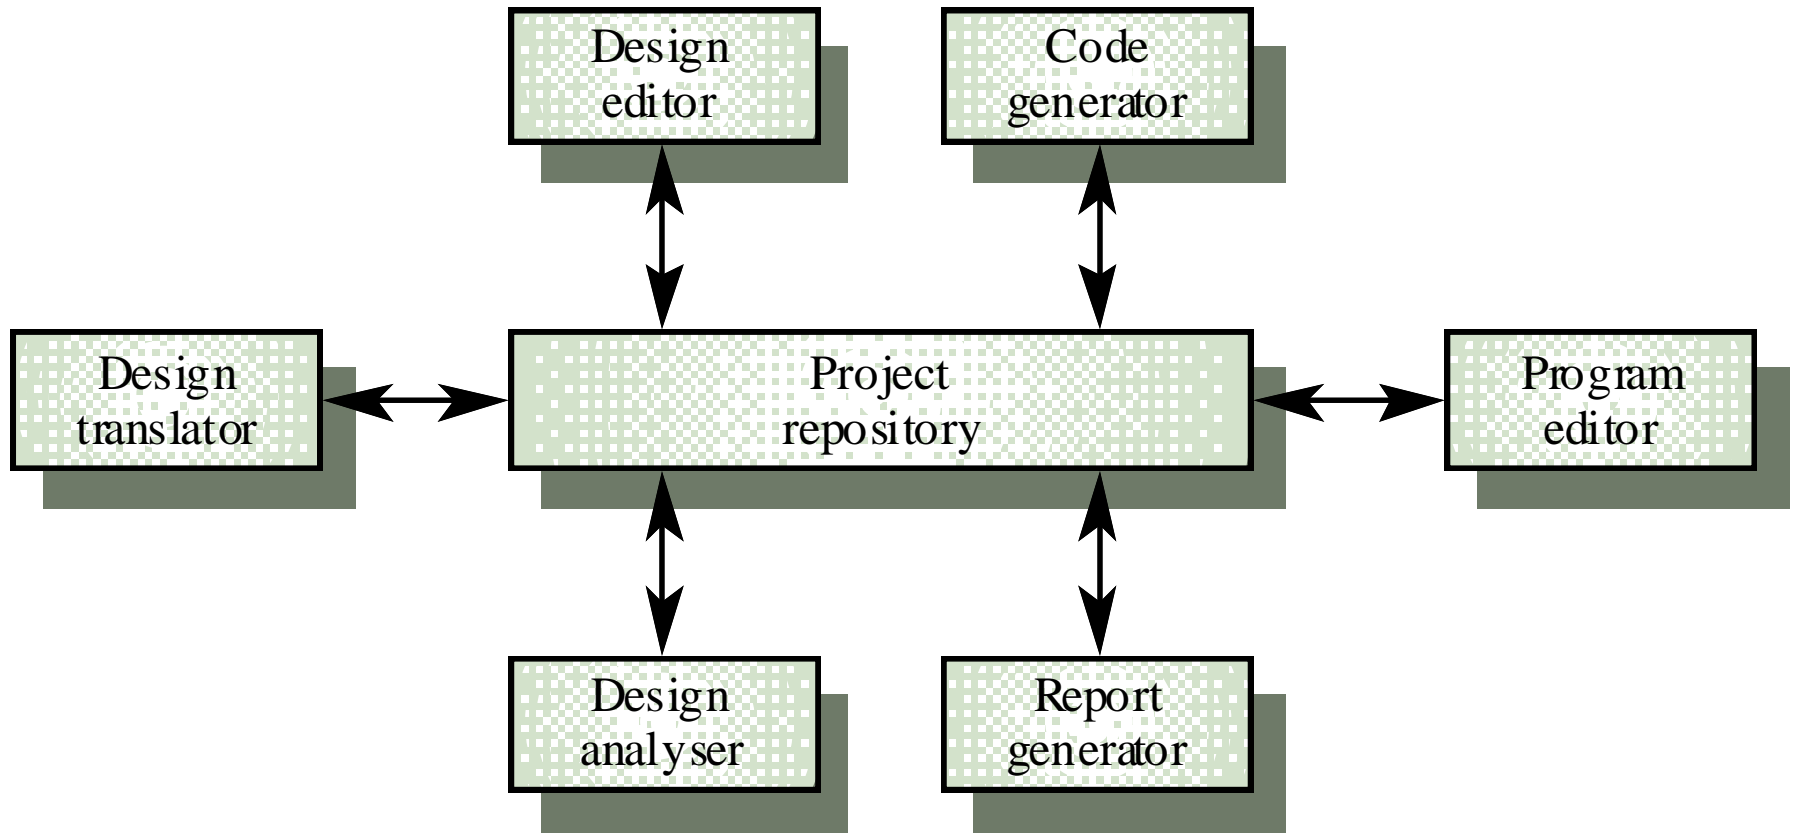 Design
editor
Code
generator
Design
translator
Project
repository
Program
editor
Design
analyser
Report
generator